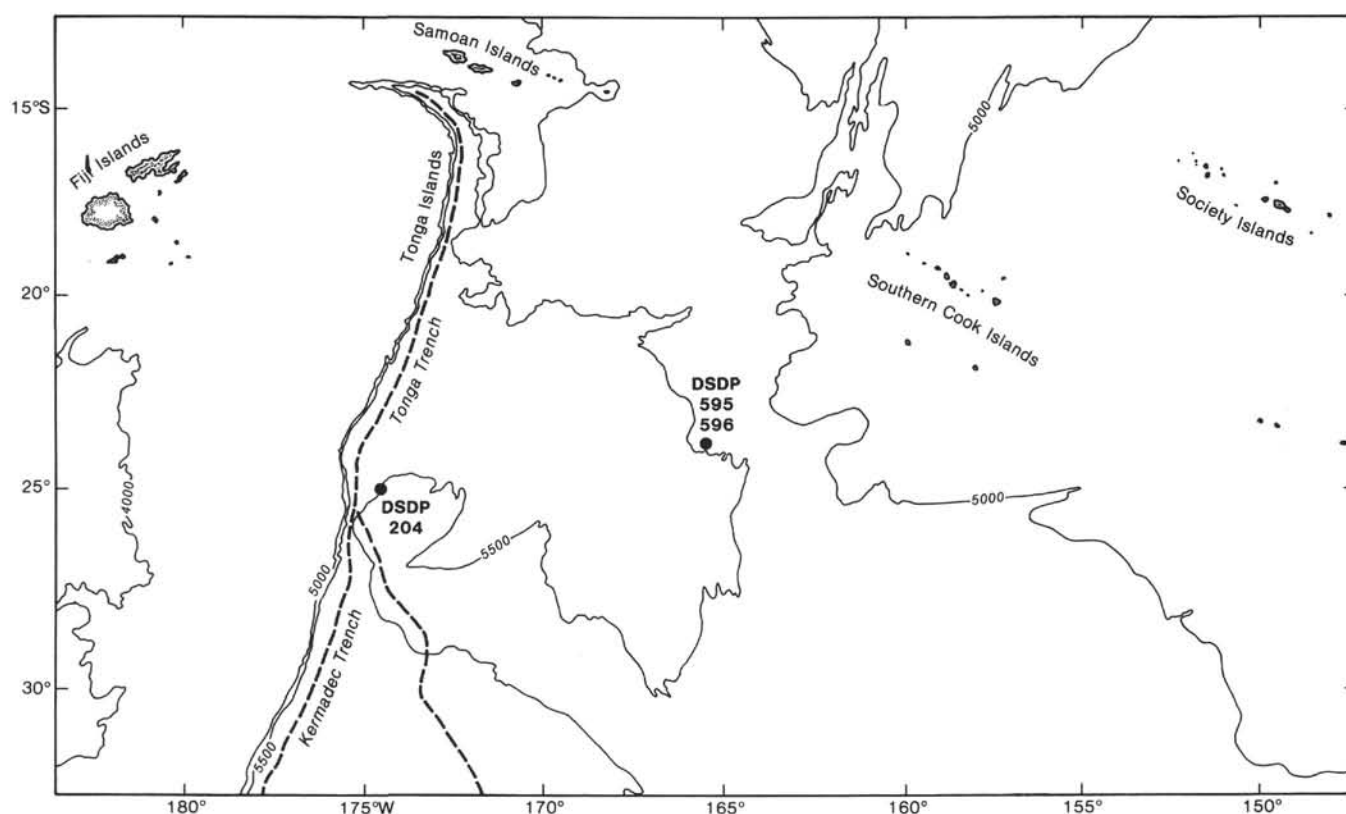 Samoan Islands
15°S
5000
Fiji Islands
Tonga Islands
Society Islands
20°
Southern Cook Islands
Tonga Trench
DSDP
595
596
4000
25°
DSDP
204
5000
5500
5000
Kermadec Trench
30°
5500
180°
175°W
170°
165°
160°
155°
150°